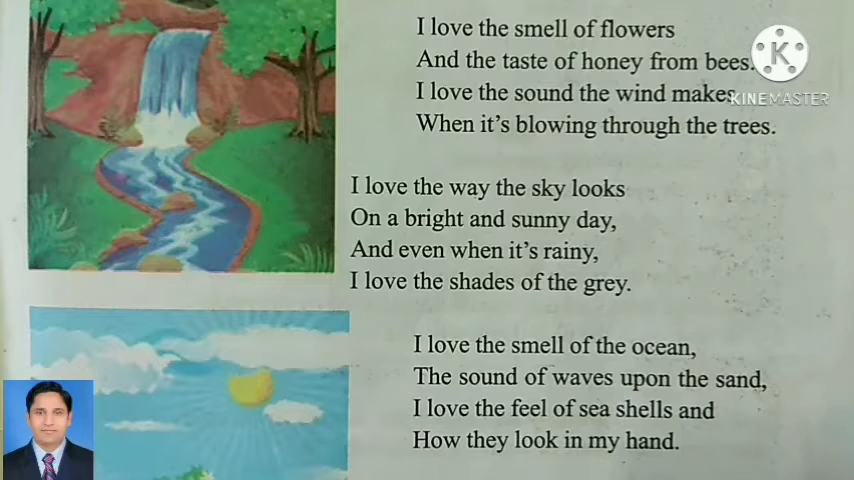 I love the smell of flowers
And the taste of honey from bees.
I love the sound the wind makes
When it's blowing through the trees.
I love the way the sky looks
On a bright and sunny day,
And even when it's rainy,
I love the shades of the grey.
I love the smell of the ocean,
The sound of waves upon the sand,
I love the feel of sea shells and
How they look in my hand.
K
KINEMASTER